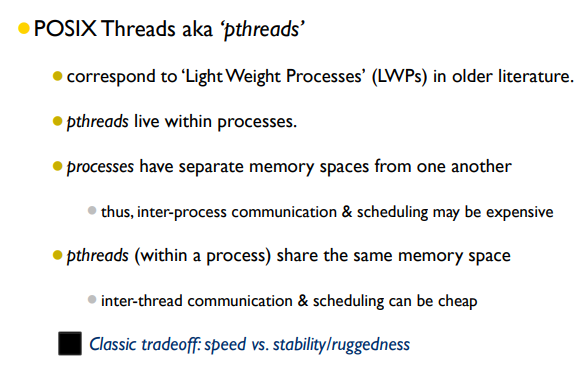 POSIX Threads aka ‘pthreads’
correspond to ‘Light Weight Processes’ (LWPs) in older literature.
pthreads live within processes.
processes have separate memory spaces from one another
thus, inter-process communication & scheduling may be expensive
pthreads (within a process) share the same memory space
inter-thread communication & scheduling can be cheap
Classic tradeoff: speed vs. stability/ruggedness